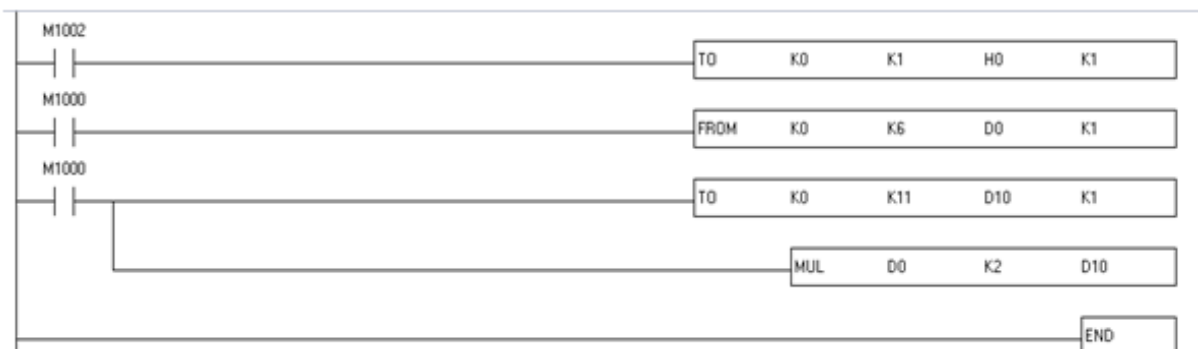 M1002
TO K0 K1 H0 K1
M1000
FROM K0 K6 D0 K1
M1000
TO K0 K11 D10 K1
MUL D0 K2 D10
END